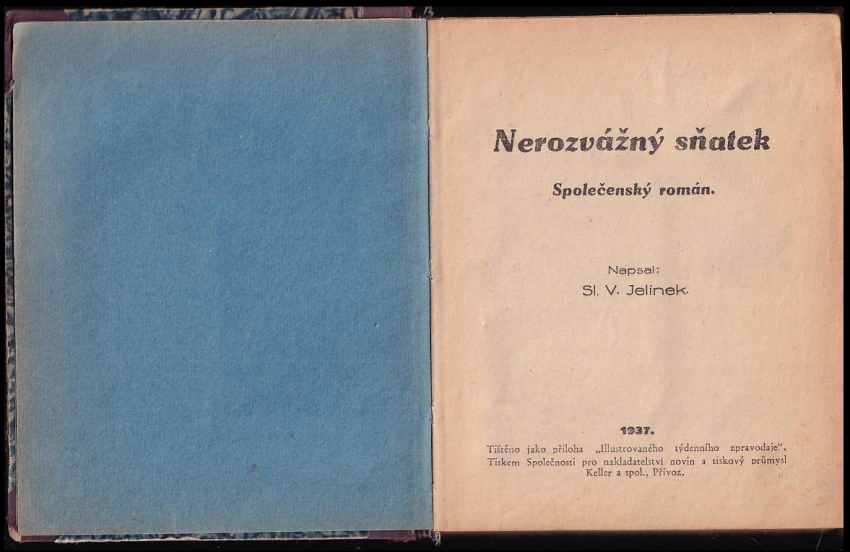 Nerozvážný sňatek
Společenský román.
Napsal:
Sl. V. Jelínek.
1937.
Tištěno jako příloha „Illustrovaného týdenního zpravodaje".
Tiskem Společnosti pro nakladatelství novin a tiskový průmysl
Keller a spol., Přívoz.